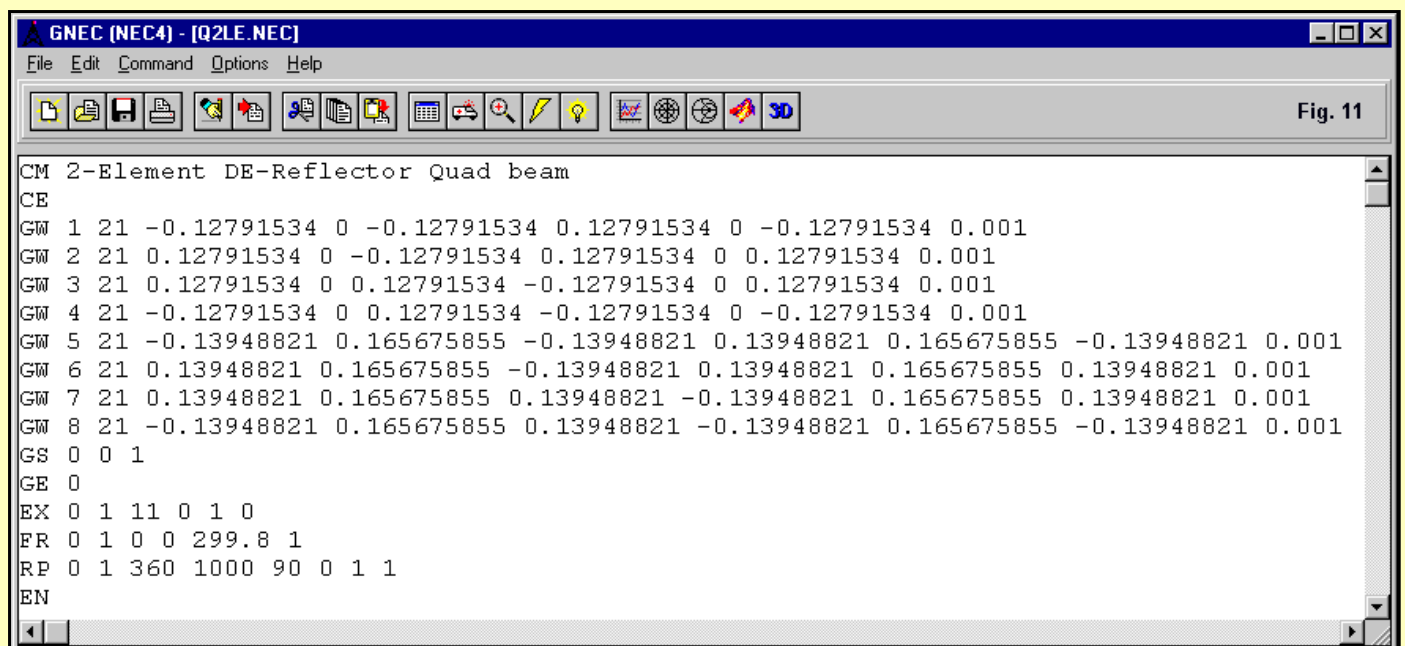 GNEC (NEC4) - [Q2LE.NEC]
File Edit Command Options Help
3D Fig. 11
CM 2-Element DE-Reflector Quad beam
CE
GW 1 21 -0.12791534 0 -0.12791534 0.12791534 0 -0.12791534 0.001
GW 2 21 0.12791534 0 -0.12791534 0.12791534 0 0.12791534 0.001
GW 3 21 0.12791534 0 0.12791534 -0.12791534 0 0.12791534 0.001
GW 4 21 -0.12791534 0 0.12791534 -0.12791534 0 -0.12791534 0.001
GW 5 21 -0.13948821 0.165675855 -0.13948821 0.13948821 0.165675855 -0.13948821 0.001
GW 6 21 0.13948821 0.165675855 -0.13948821 0.13948821 0.165675855 0.13948821 0.001
GW 7 21 0.13948821 0.165675855 0.13948821 -0.13948821 0.165675855 0.13948821 0.001
GW 8 21 -0.13948821 0.165675855 0.13948821 -0.13948821 0.165675855 -0.13948821 0.001
GS 0 0 1
GE 0
EX 0 1 11 0 1 0
FR 0 1 0 0 299.8 1
RP 0 1 360 1000 90 0 1 1
EN